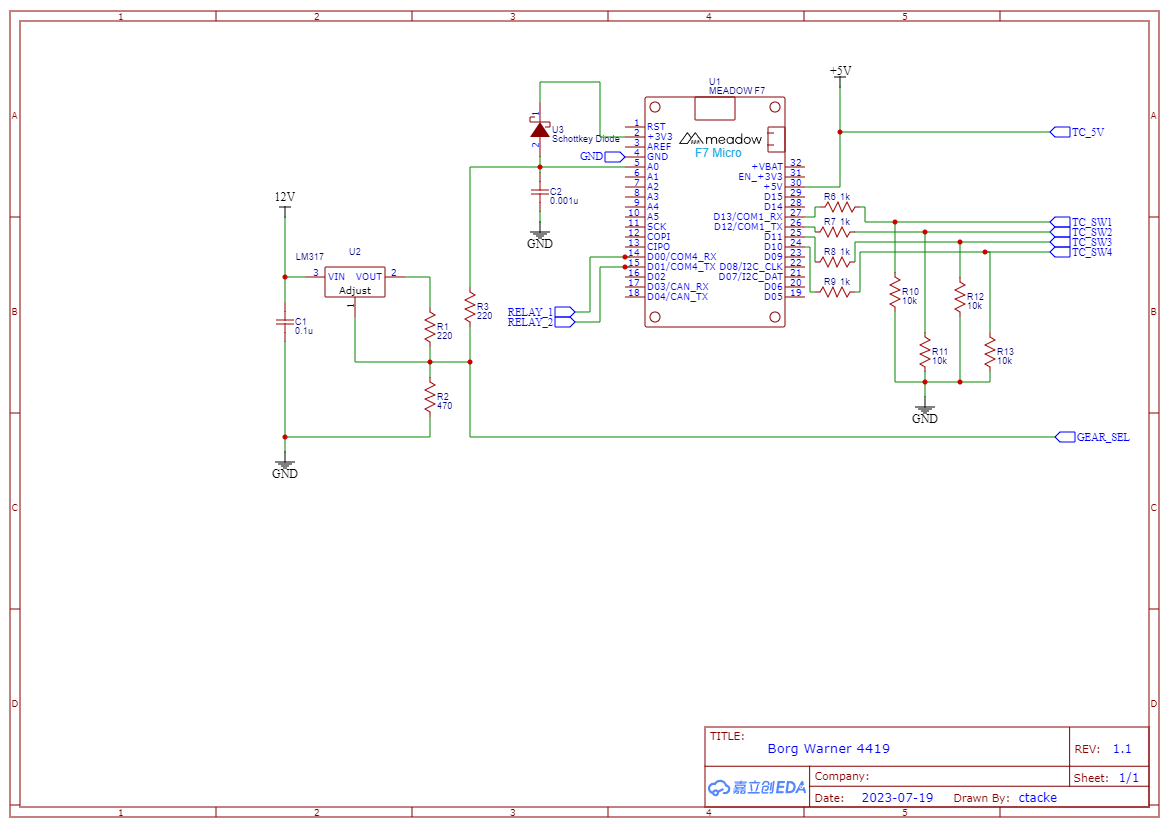 1 2 3 4 5
A A
B B
C C
D D
+5V
TC_5V
U1
MEADOW F7
meadow
F7 Micro
1 RST
2 +3V3
3 AREF
4 GND
5 A0
6 A1
7 A2
8 A3
9 A4
10 A5
11 SCK
12 COPI
13 CIPO
14 D00/COM4_RX
15 D01/COM4_TX
16 D02
17 D03/CAN_RX
18 D04/CAN_TX
+VBAT 32
EN_+3V3 31
+5V 30
D15 29
D14 28
D13/COM1_RX 27
D12/COM1_TX 26
D11 25
D10 24
D09 23
D08/I2C_CLK 22
D07/I2C_DAT 21
D06 20
D05 19
1
U3
Schottkey Diode
2
GND
C2
0.001u
GND
12V
LM317
U2
3 VIN VOUT 2
Adjust
1
C1
0.1u
R1
220
R2
470
R3
220
GND
RELAY_1
RELAY_2
R6 1k
R7 1k
R8 1k
R9 1k
TC_SW1
TC_SW2
TC_SW3
TC_SW4
R10
10k
R12
10k
R11
10k
R13
10k
GND
GEAR_SEL
TITLE:
Borg Warner 4419
REV: 1.1
嘉立创EDA
Company:
Sheet: 1/1
Date: 2023-07-19 Drawn By: ctacke
1 2 3 4 5